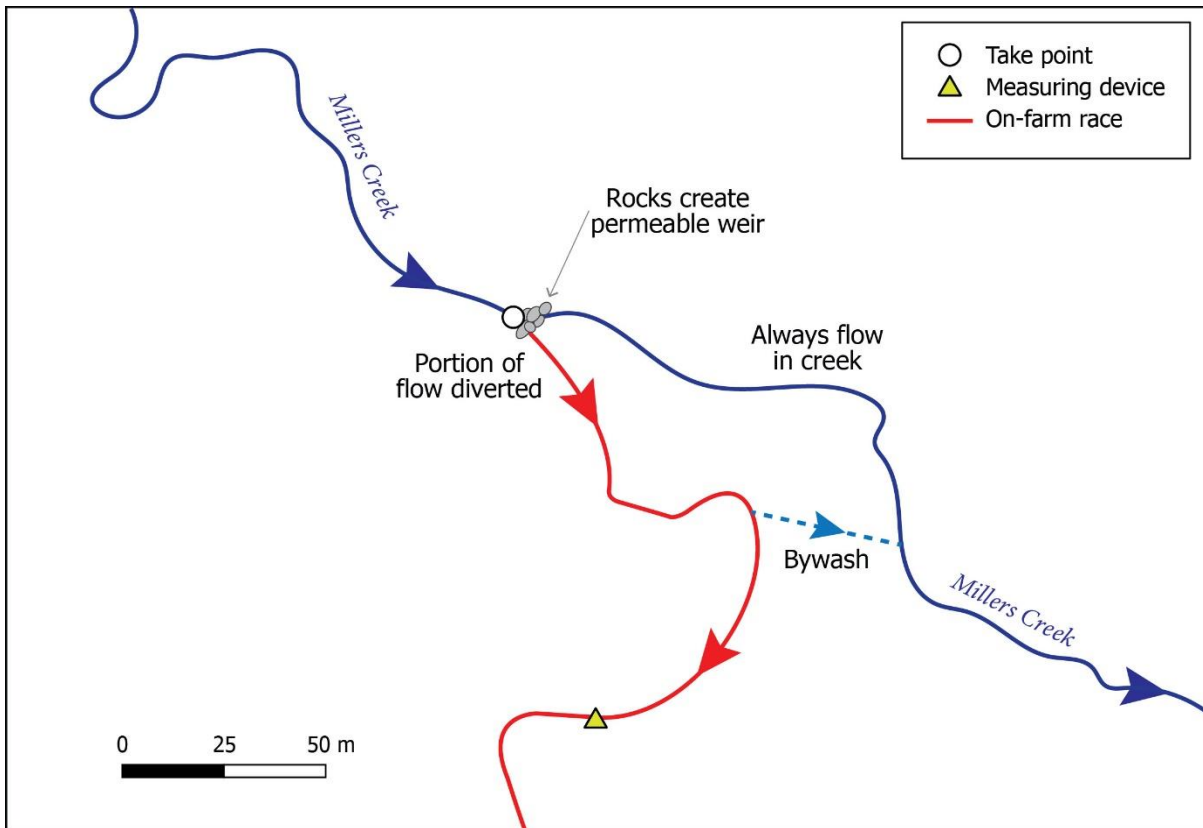 Take point
Measuring device
On-farm race
Millers Creek
Rocks create
permeable weir
Always flow
in creek
Portion of
flow diverted
Bywash
Millers Creek
0 25 50 m